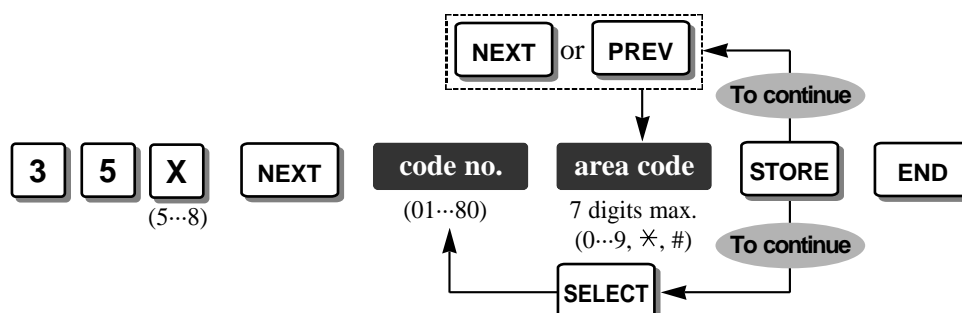 NEXT or PREV
To continue
3 5 X NEXT code no. area code STORE END
(5···8) (01···80) 7 digits max.
(0···9, ✳, #)
To continue
SELECT